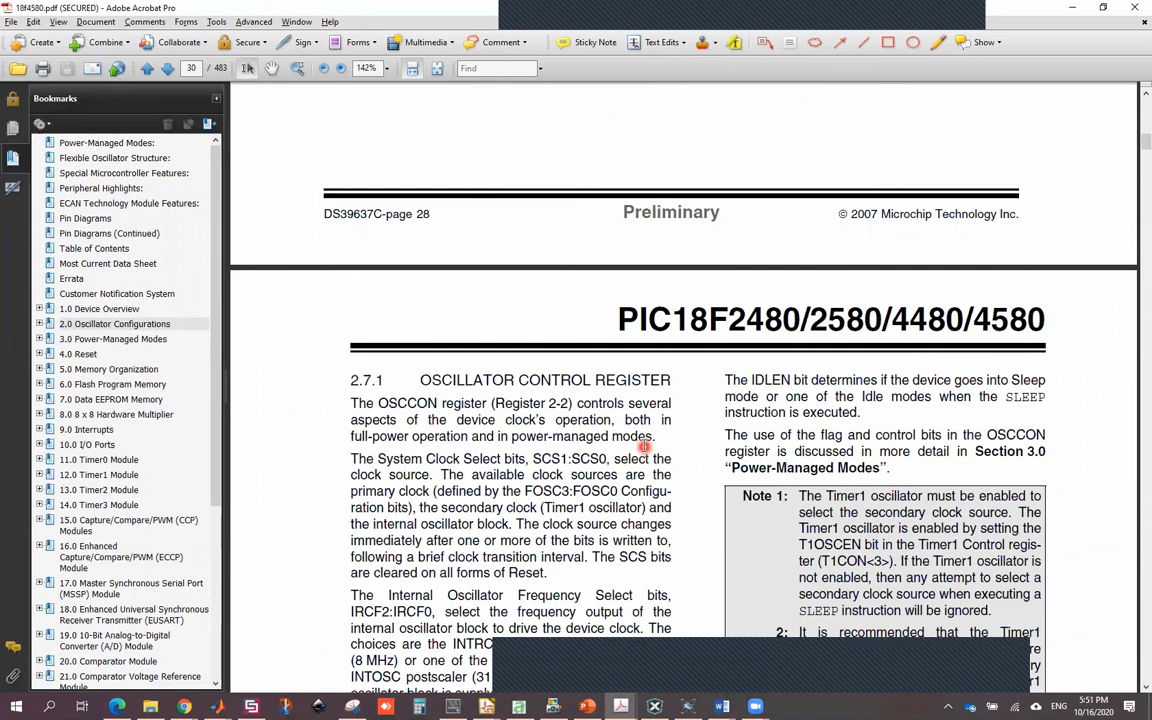 18f4580.pdf (SECURED) - Adobe Acrobat Pro
File Edit View Document Comments Forms Tools Advanced Window Help
Create Combine Collaborate Secure Sign Forms Multimedia Comment Sticky Note Text Edits Show
30 / 483 142% Find
Bookmarks
Power-Managed Modes:
Flexible Oscillator Structure:
Special Microcontroller Features:
Peripheral Highlights:
ECAN Technology Module Features:
Pin Diagrams
Pin Diagrams (Continued)
Table of Contents
Most Current Data Sheet
Errata
Customer Notification System
1.0 Device Overview
2.0 Oscillator Configurations
3.0 Power-Managed Modes
4.0 Reset
5.0 Memory Organization
6.0 Flash Program Memory
7.0 Data EEPROM Memory
8.0 8 x 8 Hardware Multiplier
9.0 Interrupts
10.0 I/O Ports
11.0 Timer0 Module
12.0 Timer1 Module
13.0 Timer2 Module
14.0 Timer3 Module
15.0 Capture/Compare/PWM (CCP)
Modules
16.0 Enhanced
Capture/Compare/PWM (ECCP)
Module
17.0 Master Synchronous Serial Port
(MSSP) Module
18.0 Enhanced Universal Synchronous
Receiver Transmitter (EUSART)
19.0 10-Bit Analog-to-Digital
Converter (A/D) Module
20.0 Comparator Module
21.0 Comparator Voltage Reference
Module
DS39637C-page 28 Preliminary © 2007 Microchip Technology Inc.
PIC18F2480/2580/4480/4580
2.7.1 OSCILLATOR CONTROL REGISTER
The OSCCON register (Register 2-2) controls several
aspects of the device clock's operation, both in
full-power operation and in power-managed modes.
The System Clock Select bits, SCS1:SCS0, select the
clock source. The available clock sources are the
primary clock (defined by the FOSC3:FOSC0 Configu-
ration bits), the secondary clock (Timer1 oscillator) and
the internal oscillator block. The clock source changes
immediately after one or more of the bits is written to,
following a brief clock transition interval. The SCS bits
are cleared on all forms of Reset.
The Internal Oscillator Frequency Select bits,
IRCF2:IRCF0, select the frequency output of the
internal oscillator block to drive the device clock. The
choices are the INTRC
(8 MHz) or one of the
INTOSC postscaler (31
The IDLEN bit determines if the device goes into Sleep
mode or one of the Idle modes when the SLEEP
instruction is executed.
The use of the flag and control bits in the OSCCON
register is discussed in more detail in Section 3.0
"Power-Managed Modes".
Note 1: The Timer1 oscillator must be enabled to
select the secondary clock source. The
Timer1 oscillator is enabled by setting the
T1OSCEN bit in the Timer1 Control regis-
ter (T1CON<3>). If the Timer1 oscillator is
not enabled, then any attempt to select a
secondary clock source when executing a
SLEEP instruction will be ignored.
2: It is recommended that the Timer1
ENG
5:51 PM
10/16/2020